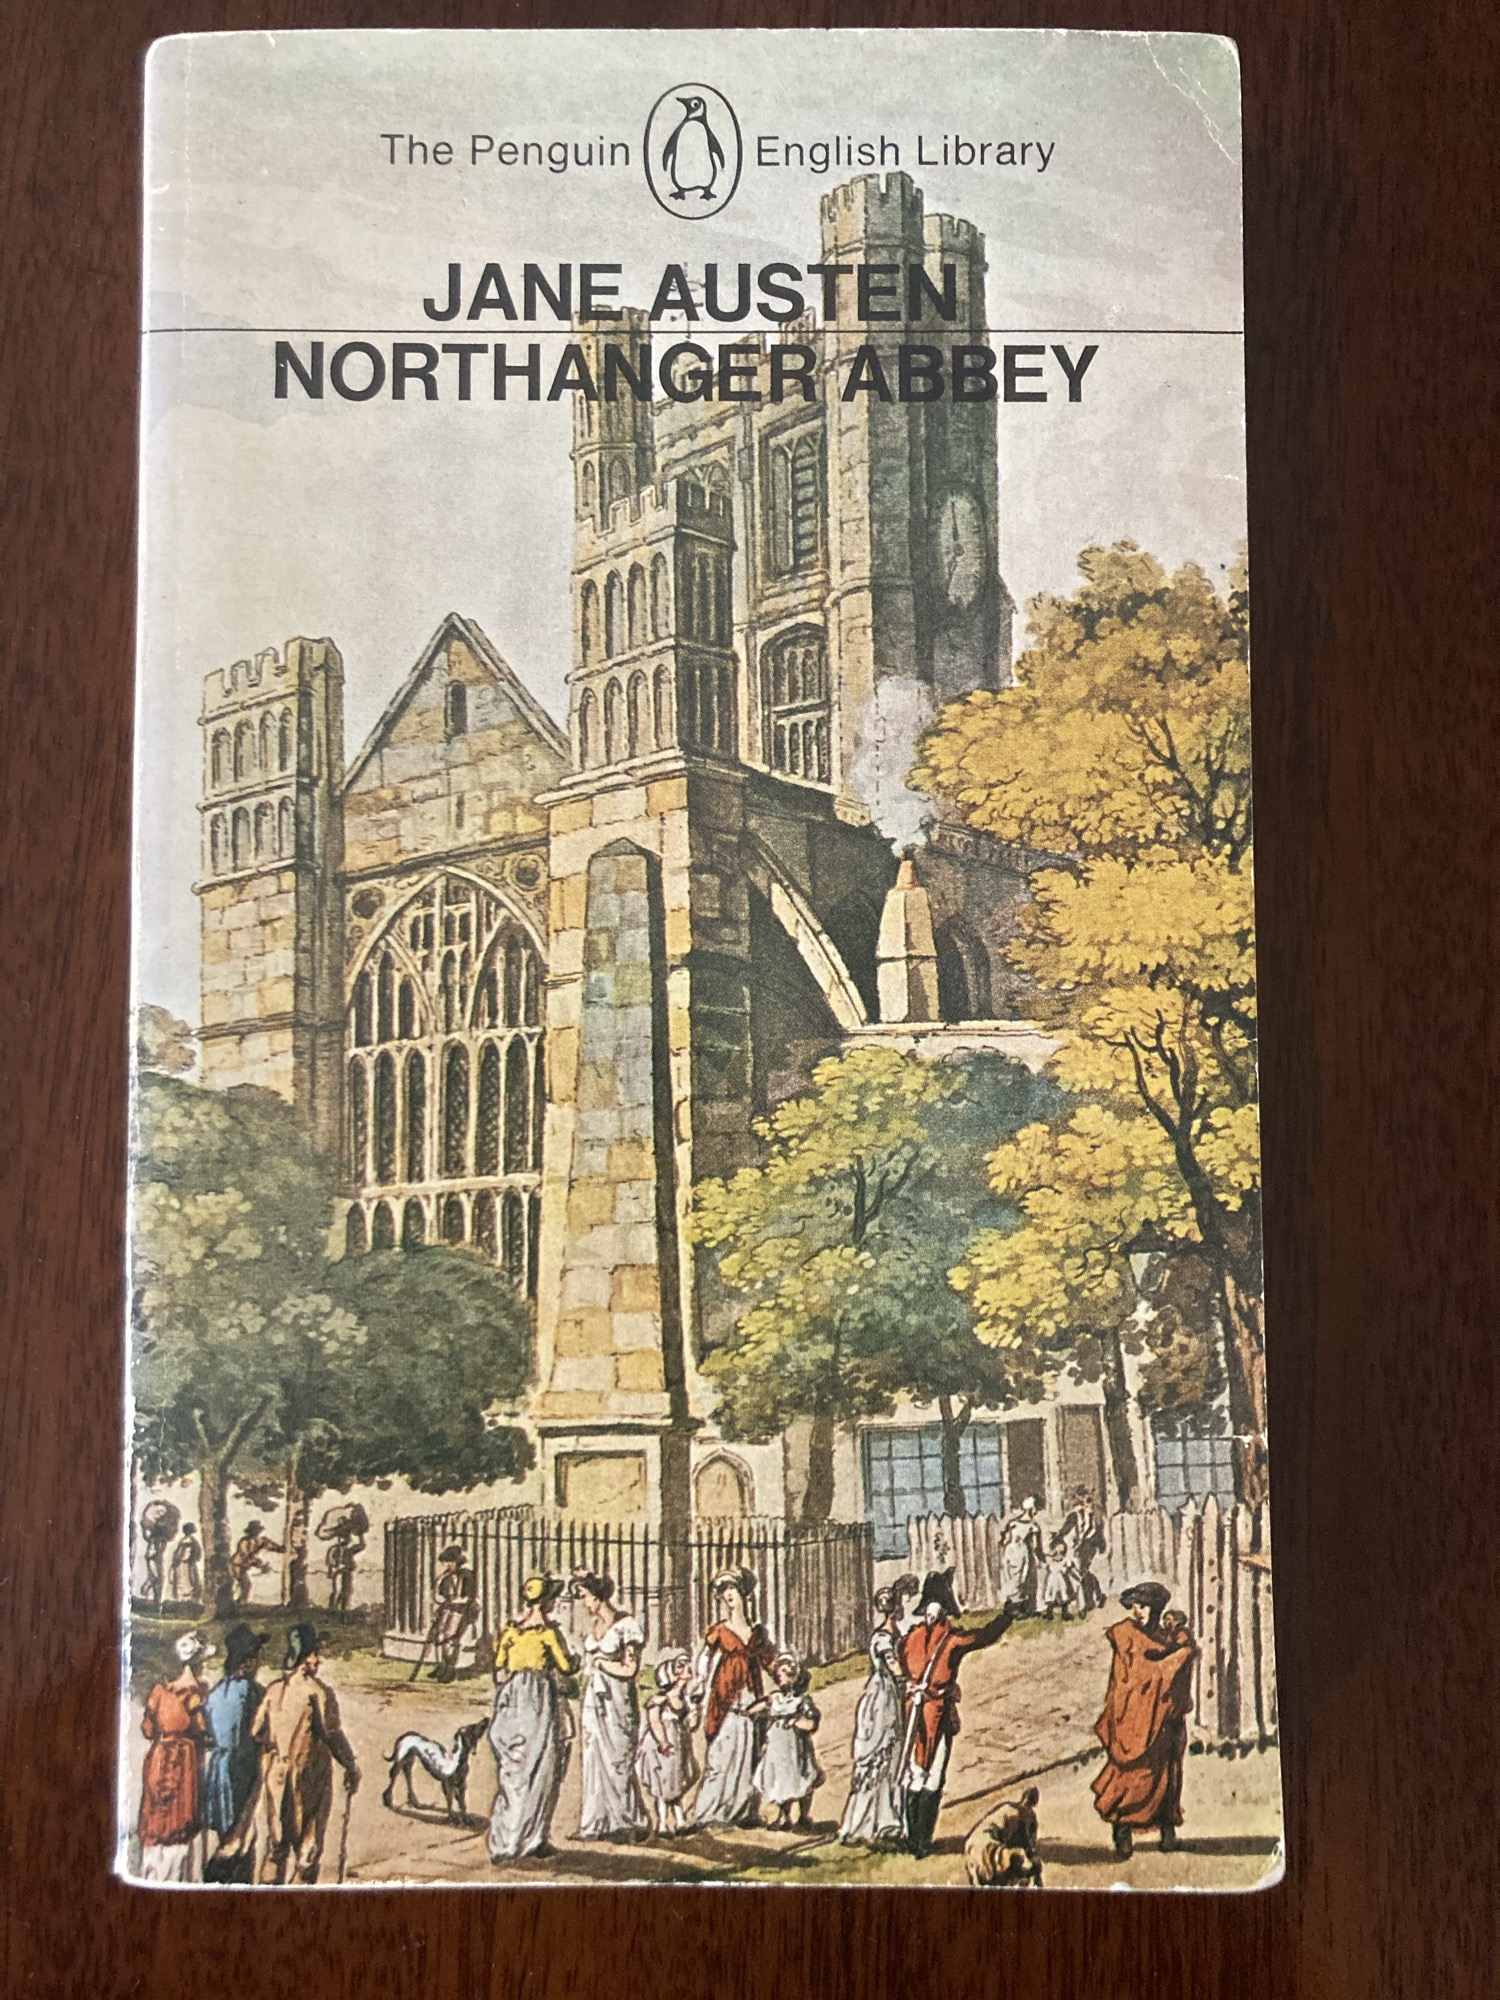 The Penguin English Library
JANE AUSTEN
NORTHANGER ABBEY